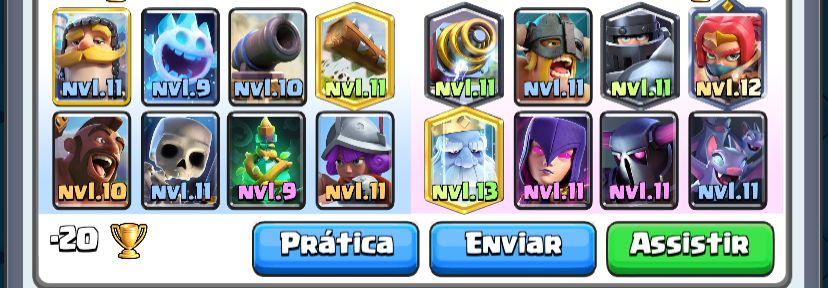 nvl.11 nvl.9 nvl.10 nvl.11 nvl.11 nvl.11 nvl.11 nvl.12
nvl.10 nvl.11 nvl.9 nvl.11 nvl.13 nvl.11 nvl.11 nvl.11
-20
Prática Enviar Assistir